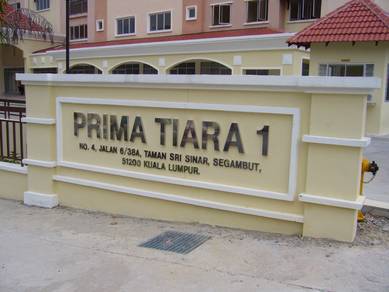 PRIMA TIARA 1
NO. 4, JALAN 6/38A, TAMAN SRI SINAR, SEGAMBUT,
51200 KUALA LUMPUR.